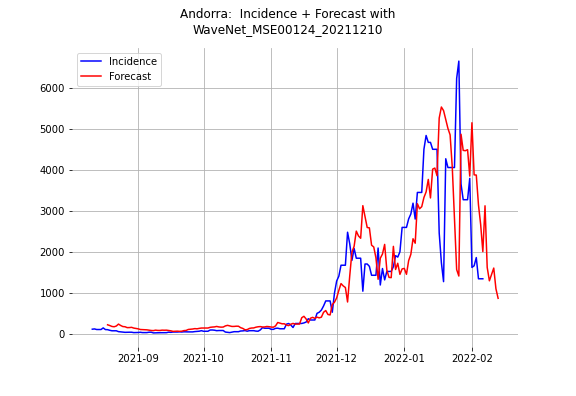 Andorra:  Incidence + Forecast with
WaveNet_MSE00124_20211210
Incidence
Forecast
6000
5000
4000
3000
2000
1000
0
2021-09 2021-10 2021-11 2021-12 2022-01 2022-02